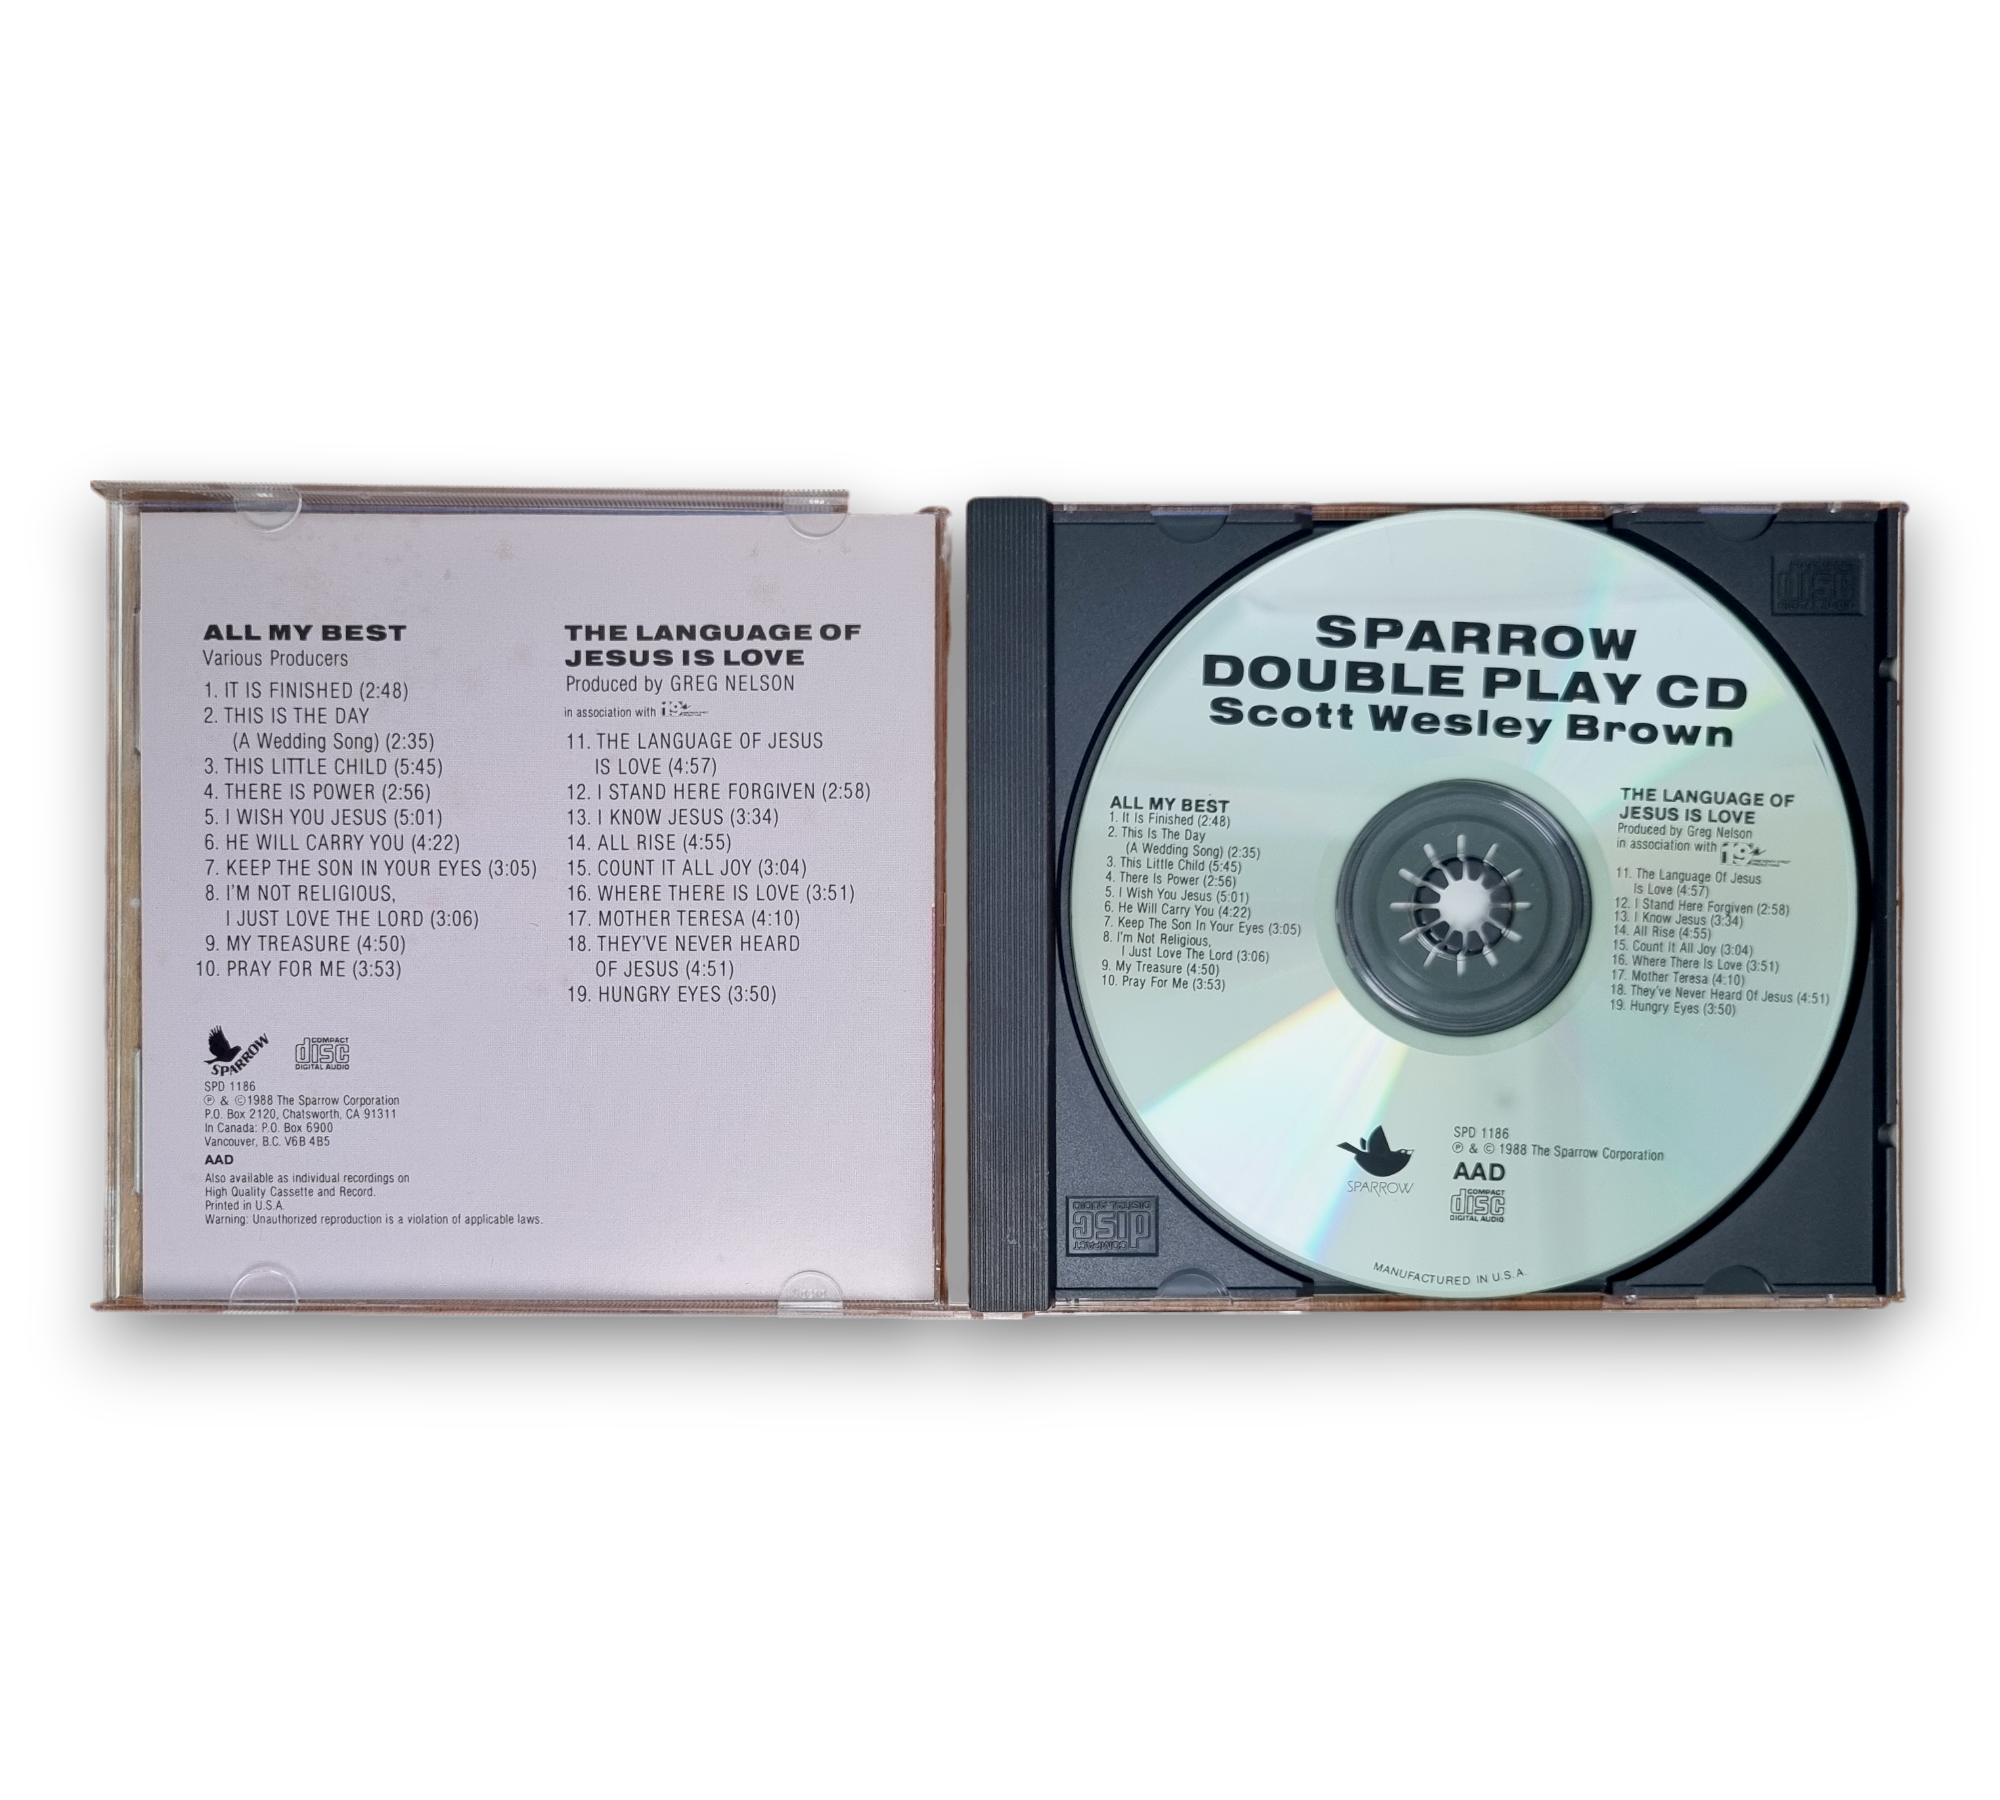 ALL MY BEST
Various Producers
1. IT IS FINISHED (2:48)
2. THIS IS THE DAY
(A Wedding Song) (2:35)
3. THIS LITTLE CHILD (5:45)
4. THERE IS POWER (2:56)
5. I WISH YOU JESUS (5:01)
6. HE WILL CARRY YOU (4:22)
7. KEEP THE SON IN YOUR EYES (3:05)
8. I'M NOT RELIGIOUS,
I JUST LOVE THE LORD (3:06)
9. MY TREASURE (4:50)
10. PRAY FOR ME (3:53)
SPARROW
COMPACT
disc
DIGITAL AUDIO
SPD 1186
℗ & ©1988 The Sparrow Corporation
P.O. Box 2120, Chatsworth, CA 91311
In Canada: P.O. Box 6900
Vancouver, B.C. V6B 4B5
AAD
Also available as individual recordings on
High Quality Cassette and Record.
Printed in U.S.A.
Warning: Unauthorized reproduction is a violation of applicable laws.
THE LANGUAGE OF
JESUS IS LOVE
Produced by GREG NELSON
in association with 19
11. THE LANGUAGE OF JESUS
IS LOVE (4:57)
12. I STAND HERE FORGIVEN (2:58)
13. I KNOW JESUS (3:34)
14. ALL RISE (4:55)
15. COUNT IT ALL JOY (3:04)
16. WHERE THERE IS LOVE (3:51)
17. MOTHER TERESA (4:10)
18. THEY'VE NEVER HEARD
OF JESUS (4:51)
19. HUNGRY EYES (3:50)
SPARROW
DOUBLE PLAY CD
Scott Wesley Brown
ALL MY BEST
1. It Is Finished (2:48)
2. This Is The Day
(A Wedding Song) (2:35)
3. This Little Child (5:45)
4. There Is Power (2:56)
5. I Wish You Jesus (5:01)
6. He Will Carry You (4:22)
7. Keep The Son In Your Eyes (3:05)
8. I'm Not Religious,
I Just Love The Lord (3:06)
9. My Treasure (4:50)
10. Pray For Me (3:53)
THE LANGUAGE OF
JESUS IS LOVE
Produced by Greg Nelson
in association with 19
11. The Language Of Jesus
Is Love (4:57)
12. I Stand Here Forgiven (2:58)
13. I Know Jesus (3:34)
14. All Rise (4:55)
15. Count It All Joy (3:04)
16. Where There Is Love (3:51)
17. Mother Teresa (4:10)
18. They've Never Heard Of Jesus (4:51)
19. Hungry Eyes (3:50)
SPARROW
SPD 1186
℗ & © 1988 The Sparrow Corporation
AAD
COMPACT
disc
DIGITAL AUDIO
MANUFACTURED IN U.S.A.
COMPACT
disc
DIGITAL AUDIO
disc
DIGITAL AUDIO